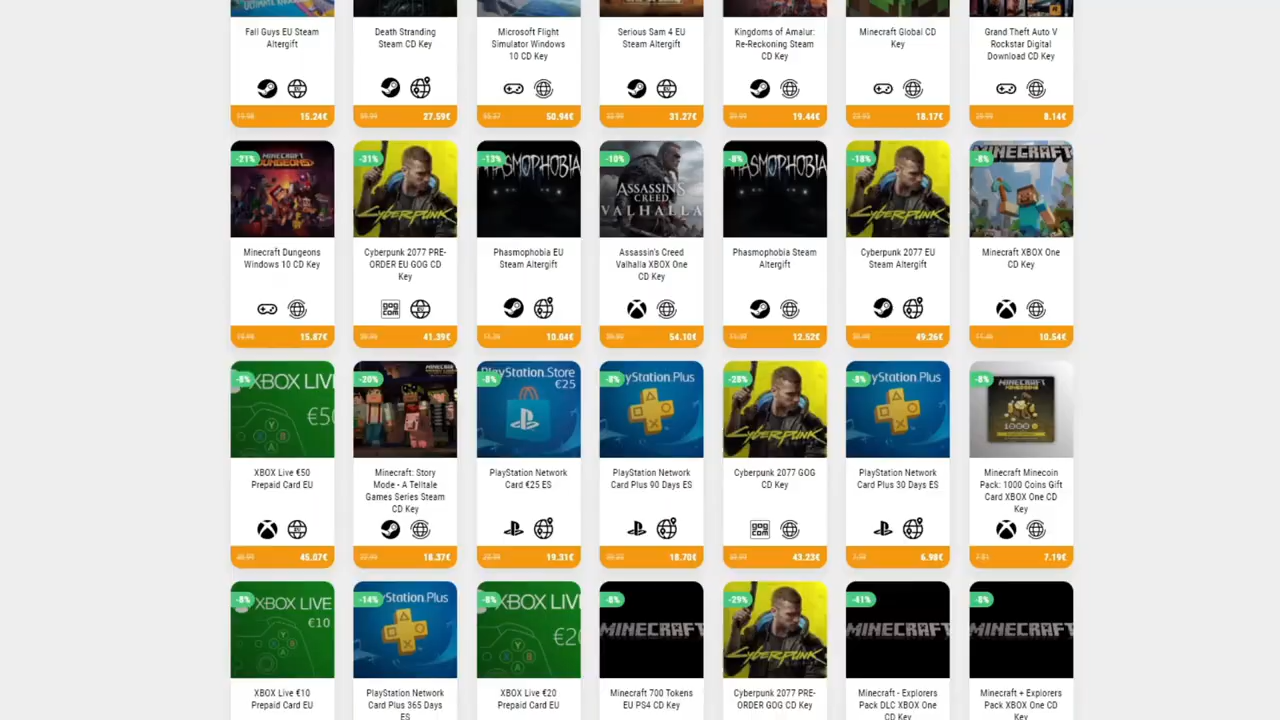 Fall Guys EU Steam
Altergift
15.24€
Death Stranding
Steam CD Key
27.59€
Microsoft Flight
Simulator Windows
10 CD Key
50.94€
Serious Sam 4 EU
Steam Altergift
31.27€
Kingdoms of Amalur:
Re-Reckoning Steam
CD Key
19.44€
Minecraft Global CD
Key
18.17€
Grand Theft Auto V
Rockstar Digital
Download CD Key
8.14€
-21%
MINECRAFT
DUNGEONS
Minecraft Dungeons
Windows 10 CD Key
15.87€
-31%
Cyberpunk
Cyberpunk 2077 PRE-
ORDER EU GOG CD
Key
gog
com
41.39€
-13%
PHASMOPHOBIA
Phasmophobia EU
Steam Altergift
10.04€
-10%
ASSASSIN'S
CREED
VALHALLA
Assassin's Creed
Valhalla XBOX One
CD Key
54.10€
-8%
PHASMOPHOBIA
Phasmophobia Steam
Altergift
12.52€
-18%
Cyberpunk
Cyberpunk 2077 EU
Steam Altergift
49.26€
-8%
MINECRAFT
Minecraft XBOX One
CD Key
10.54€
-8%
XBOX LIVE
€50
XBOX Live €50
Prepaid Card EU
45.07€
-20%
MINECRAFT
Minecraft: Story
Mode - A Telltale
Games Series Steam
CD Key
18.37€
-8%
PlayStation Store
€25
PlayStation Network
Card €25 ES
19.31€
-8%
PlayStation.Plus
PlayStation Network
Card Plus 90 Days ES
18.70€
-28%
Cyberpunk
Cyberpunk 2077 GOG
CD Key
gog
com
43.23€
-8%
PlayStation.Plus
PlayStation Network
Card Plus 30 Days ES
6.98€
-8%
MINECRAFT
1000
Minecraft Minecoin
Pack: 1000 Coins Gift
Card XBOX One CD
Key
7.19€
-8%
XBOX LIVE
€10
XBOX Live €10
Prepaid Card EU
-14%
PlayStation.Plus
PlayStation Network
Card Plus 365 Days
ES
-8%
XBOX LIVE
€20
XBOX Live €20
Prepaid Card EU
-8%
MINECRAFT
Minecraft 700 Tokens
EU PS4 CD Key
-29%
Cyberpunk
Cyberpunk 2077 PRE-
ORDER GOG CD Key
-41%
MINECRAFT
Minecraft - Explorers
Pack DLC XBOX One
CD Key
-8%
MINECRAFT
Minecraft + Explorers
Pack XBOX One CD
Key